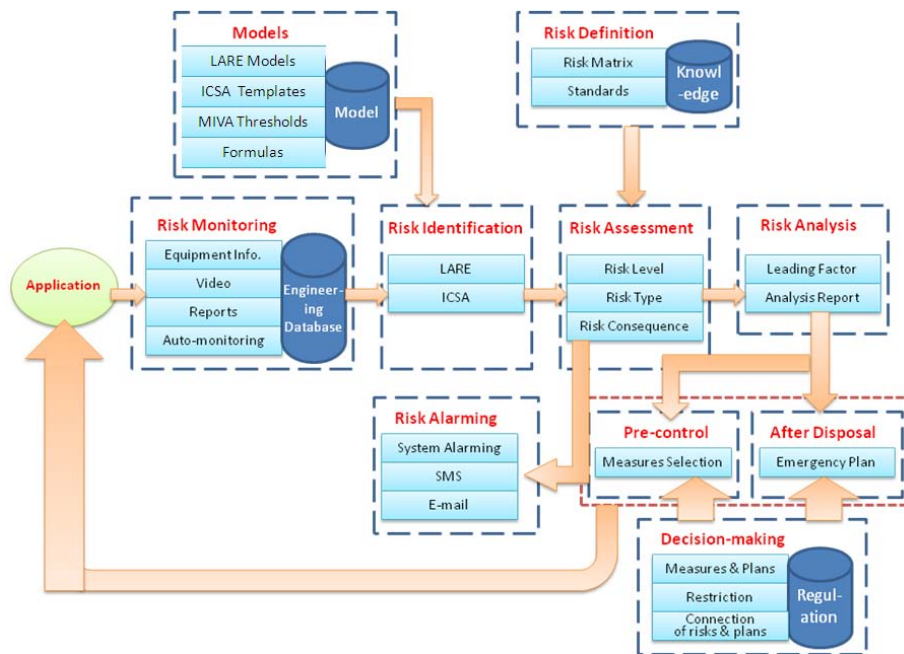 Models
LARE Models
ICSA Templates
MIVA Thresholds
Formulas
Model
Risk Definition
Risk Matrix
Standards
Knowl
-edge
Risk Monitoring
Equipment Info.
Video
Reports
Auto-monitoring
Engineer-
ing
Database
Application
Risk Identification
LARE
ICSA
Risk Assessment
Risk Level
Risk Type
Risk Consequence
Risk Analysis
Leading Factor
Analysis Report
Risk Alarming
System Alarming
SMS
E-mail
Pre-control
Measures Selection
After Disposal
Emergency Plan
Decision-making
Measures & Plans
Restriction
Connection
of risks & plans
Regul-
ation